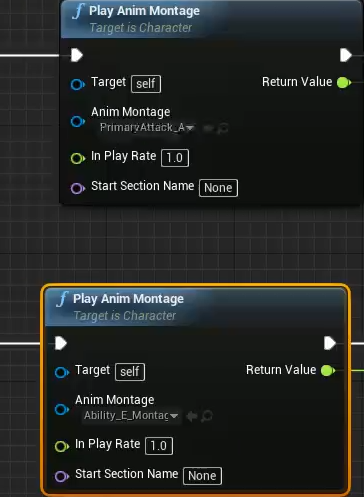 f Play Anim Montage
Target is Character
Target self
Return Value
Anim Montage
PrimaryAttack_A
In Play Rate 1.0
Start Section Name None
f Play Anim Montage
Target is Character
Target self
Return Value
Anim Montage
Ability_E_Montag
In Play Rate 1.0
Start Section Name None